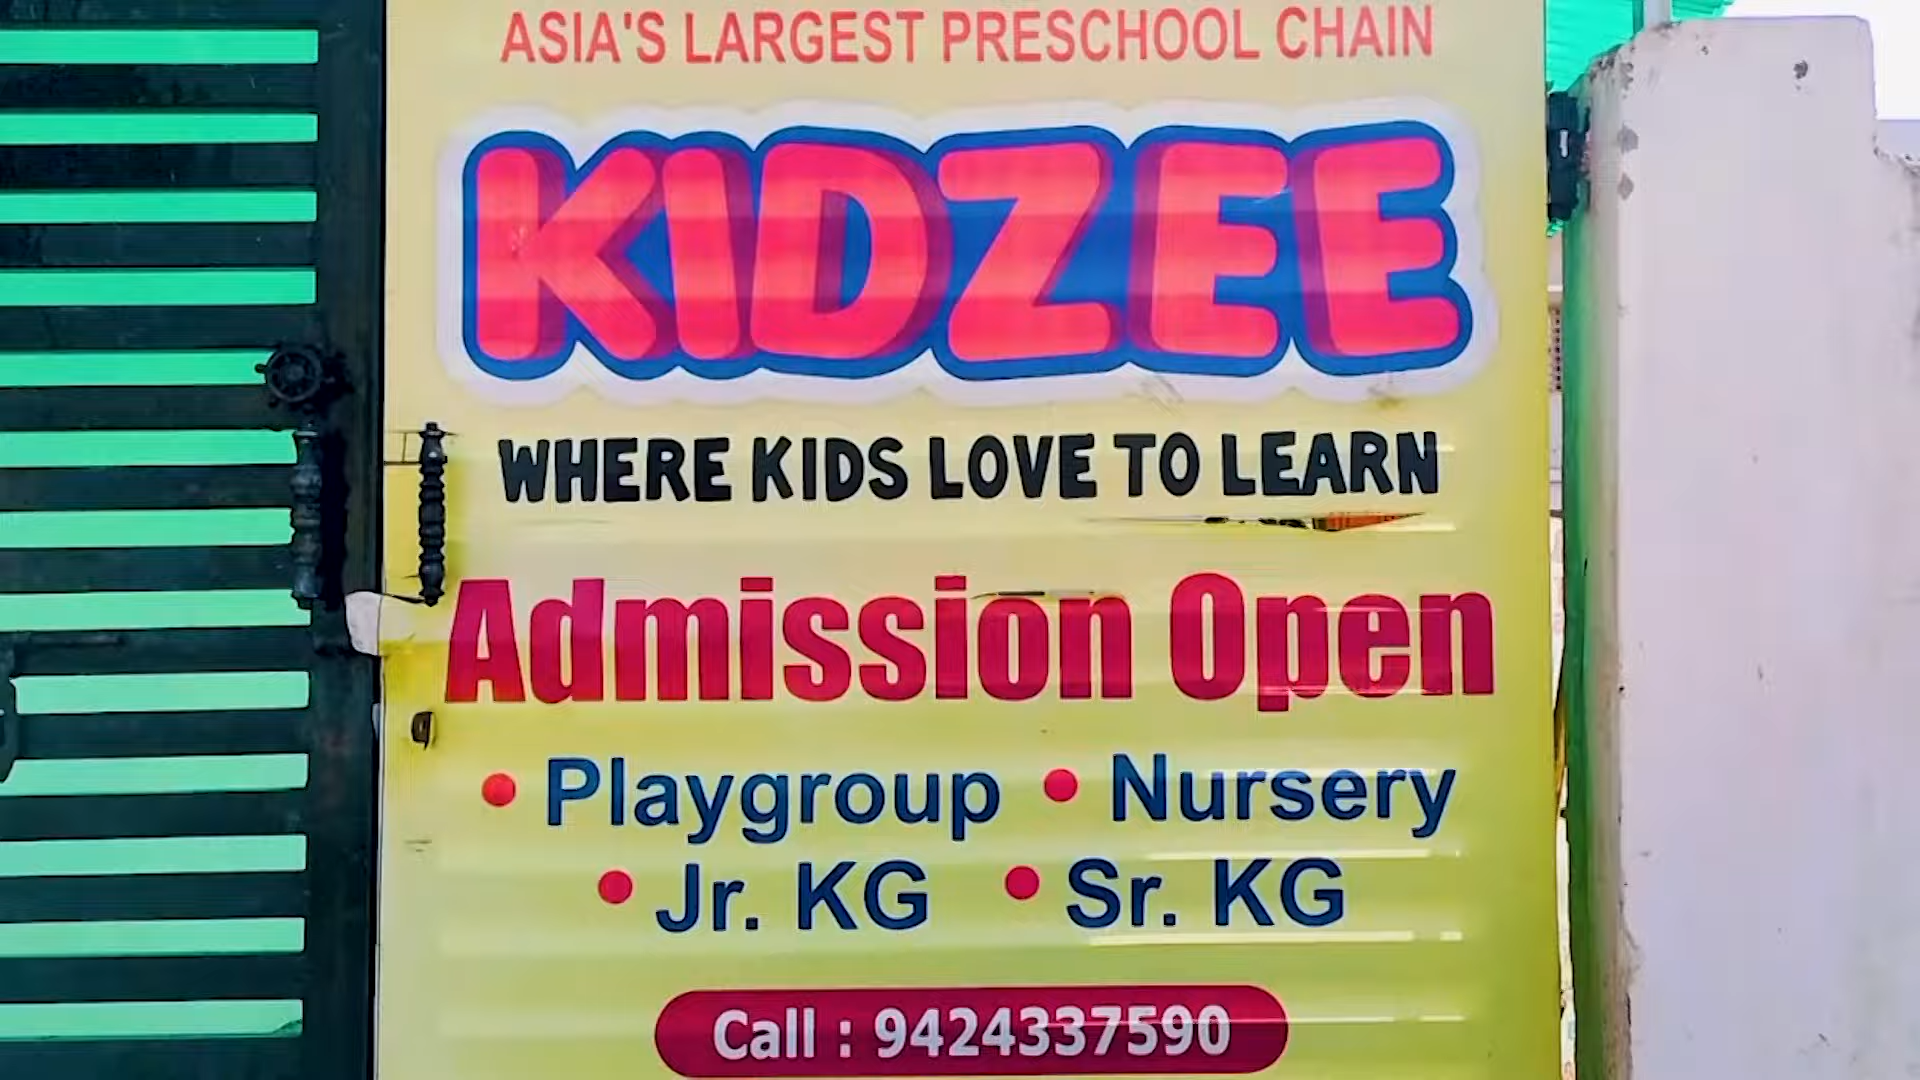 ASIA'S LARGEST PRESCHOOL CHAIN
KIDZEE
WHERE KIDS LOVE TO LEARN
Admission Open
• Playgroup • Nursery
• Jr. KG • Sr. KG
Call : 9424337590